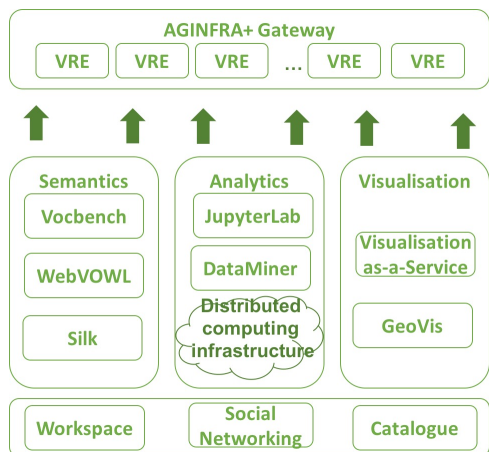 AGINFRA+ Gateway
VRE VRE VRE ... VRE VRE
Semantics
Vocbench
WebVOWL
Silk
Analytics
JupyterLab
DataMiner
Distributed
computing
infrastructure
Visualisation
Visualisation
as-a-Service
GeoVis
Workspace
Social
Networking
Catalogue